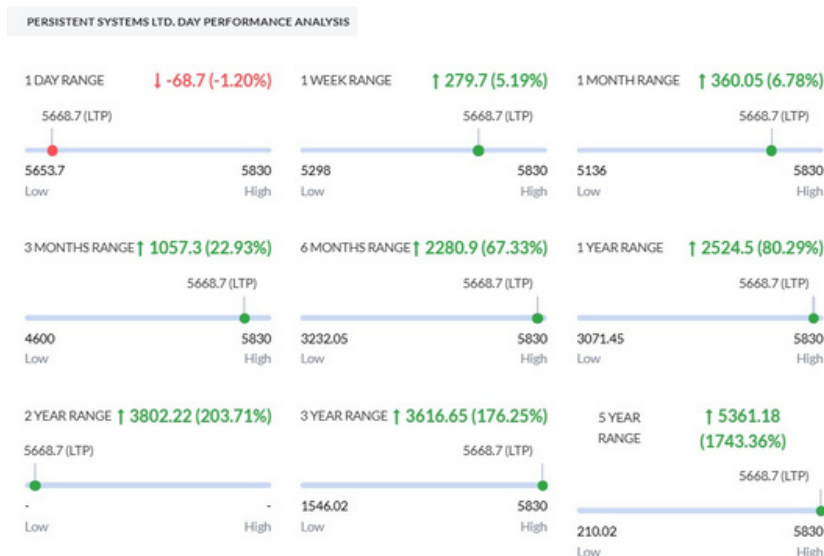 PERSISTENT SYSTEMS LTD. DAY PERFORMANCE ANALYSIS
1 DAY RANGE ↓ -68.7 (-1.20%)
5668.7 (LTP)
5653.7 5830
Low High
1 WEEK RANGE ↑ 279.7 (5.19%)
5668.7 (LTP)
5298 5830
Low High
1 MONTH RANGE ↑ 360.05 (6.78%)
5668.7 (LTP)
5136 5830
Low High
3 MONTHS RANGE ↑ 1057.3 (22.93%)
5668.7 (LTP)
4600 5830
Low High
6 MONTHS RANGE ↑ 2280.9 (67.33%)
5668.7 (LTP)
3232.05 5830
Low High
1 YEAR RANGE ↑ 2524.5 (80.29%)
5668.7 (LTP)
3071.45 5830
Low High
2 YEAR RANGE ↑ 3802.22 (203.71%)
5668.7 (LTP)
- -
Low High
3 YEAR RANGE ↑ 3616.65 (176.25%)
5668.7 (LTP)
1546.02 5830
Low High
5 YEAR ↑ 5361.18
RANGE (1743.36%)
5668.7 (LTP)
210.02 5830
Low High